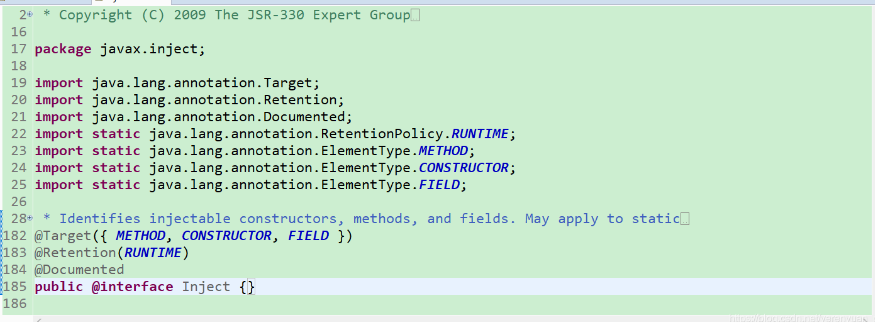 2 * Copyright (C) 2009 The JSR-330 Expert Group
16
17 package javax.inject;
18
19 import java.lang.annotation.Target;
20 import java.lang.annotation.Retention;
21 import java.lang.annotation.Documented;
22 import static java.lang.annotation.RetentionPolicy.RUNTIME;
23 import static java.lang.annotation.ElementType.METHOD;
24 import static java.lang.annotation.ElementType.CONSTRUCTOR;
25 import static java.lang.annotation.ElementType.FIELD;
26
28 * Identifies injectable constructors, methods, and fields. May apply to static
182 @Target({ METHOD, CONSTRUCTOR, FIELD })
183 @Retention(RUNTIME)
184 @Documented
185 public @interface Inject {}
186